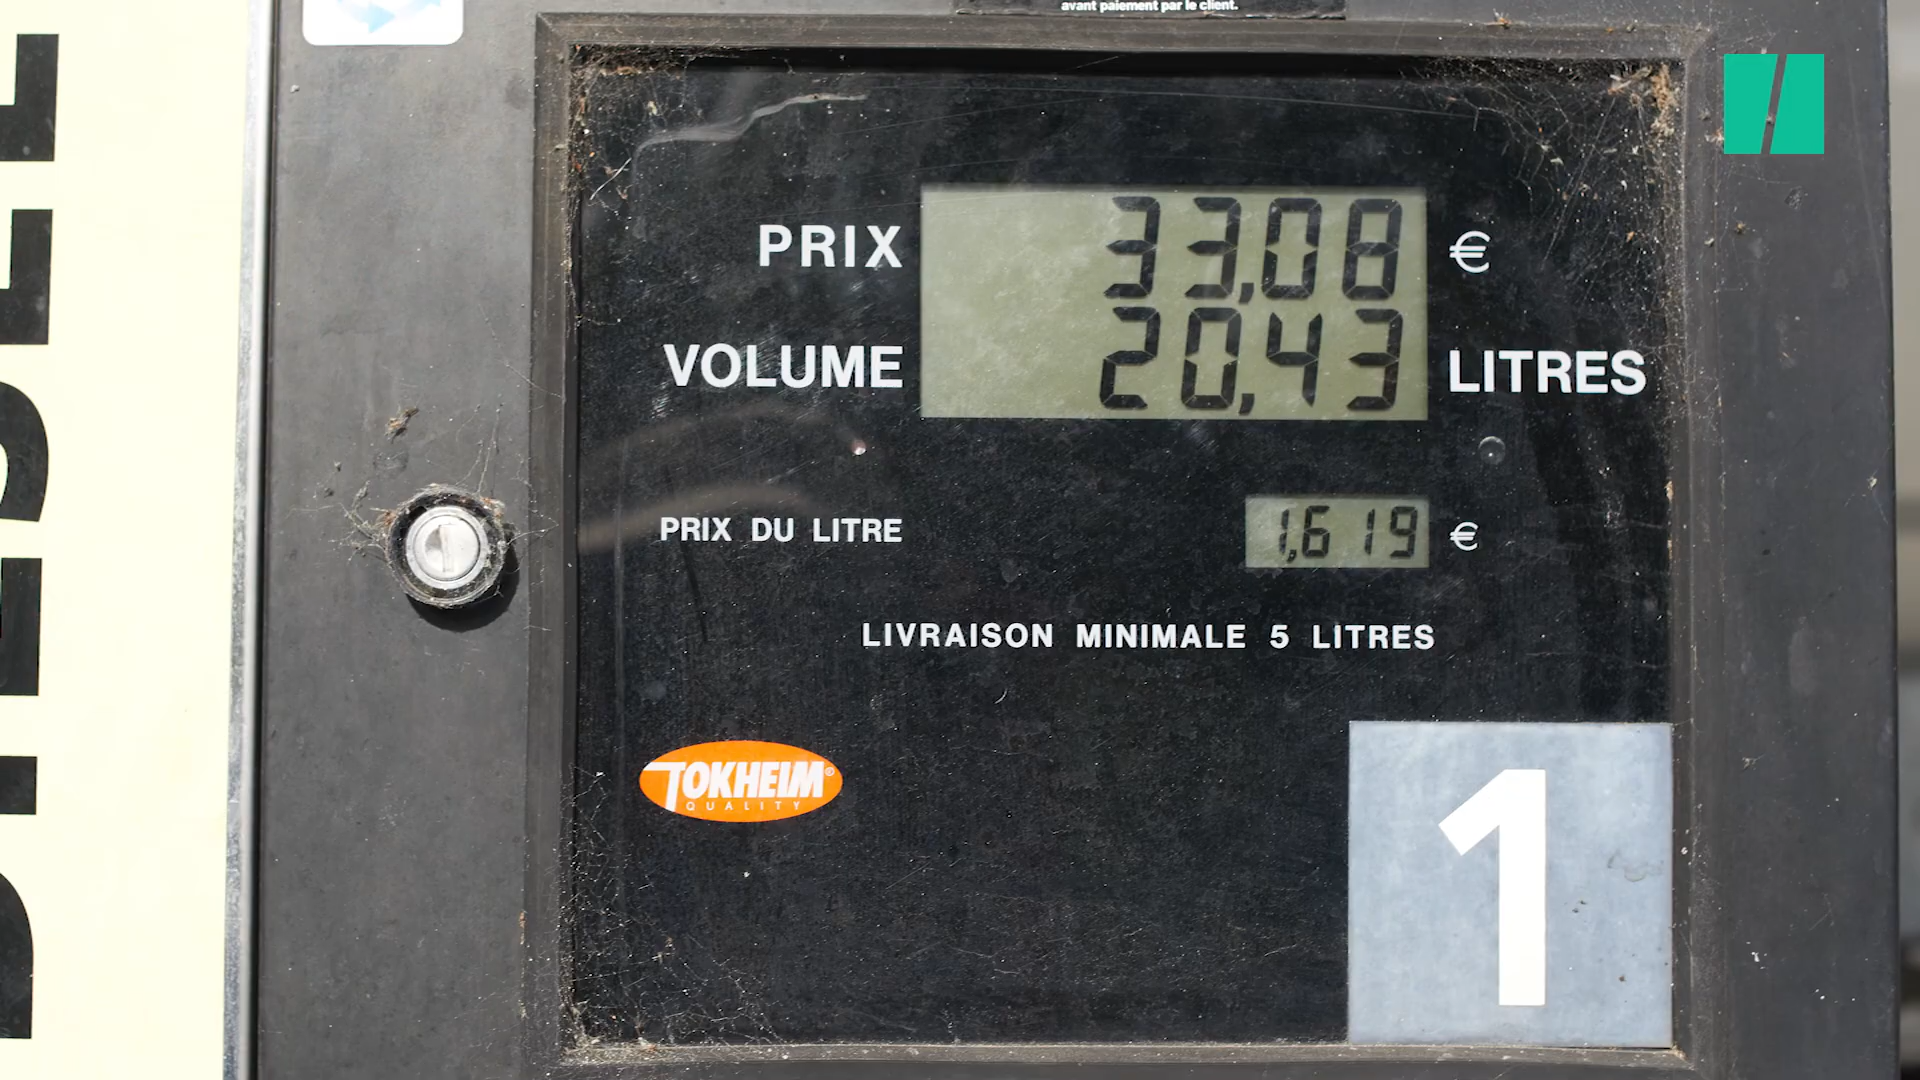 avant paiement par le client.
PRIX 33,08 €
VOLUME 20,43 LITRES
PRIX DU LITRE 1,619 €
LIVRAISON MINIMALE 5 LITRES
TOKHEIM®
QUALITY
1